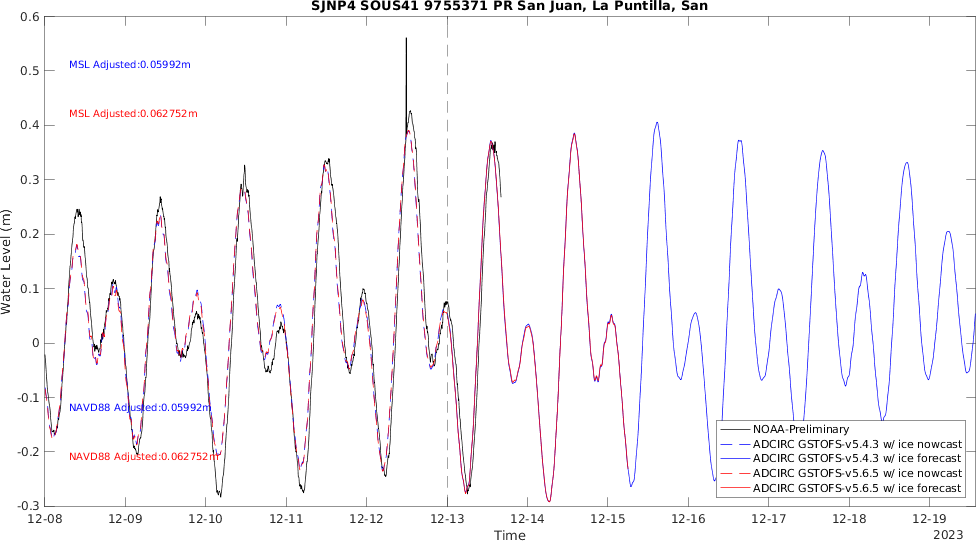 SJNP4 SOUS41 9755371 PR San Juan, La Puntilla, San
0.6
0.5
0.4
0.3
0.2
0.1
0
-0.1
-0.2
-0.3
Water Level (m)
MSL Adjusted:0.05992m
MSL Adjusted:0.062752m
NAVD88 Adjusted:0.05992m
NAVD88 Adjusted:0.062752m
NOAA-Preliminary
ADCIRC GSTOFS-v5.4.3 w/ ice nowcast
ADCIRC GSTOFS-v5.4.3 w/ ice forecast
ADCIRC GSTOFS-v5.6.5 w/ ice nowcast
ADCIRC GSTOFS-v5.6.5 w/ ice forecast
12-08 12-09 12-10 12-11 12-12 12-13 12-14 12-15 12-16 12-17 12-18 12-19
Time
2023